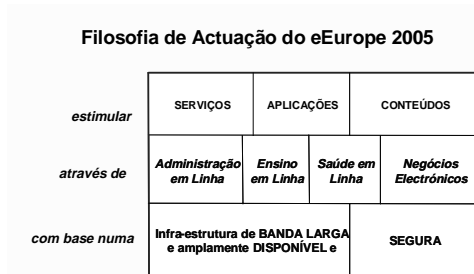 Filosofia de Actuação do eEurope 2005
estimular
SERVIÇOS
APLICAÇÕES
CONTEÚDOS
através de
Administração
em Linha
Ensino
em Linha
Saúde em
Linha
Negócios
Electrónicos
com base numa
Infra-estrutura de BANDA LARGA
e amplamente DISPONÍVEL e
SEGURA